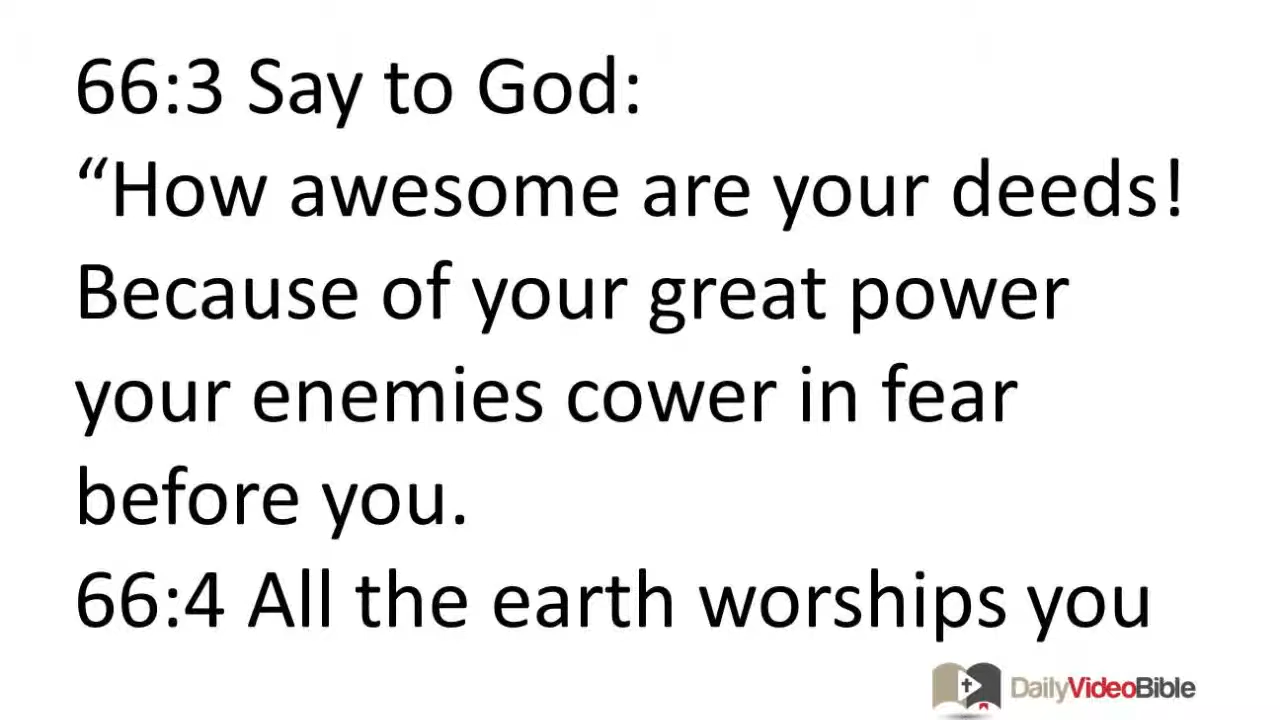 66:3 Say to God:
“How awesome are your deeds!
Because of your great power
your enemies cower in fear
before you.
66:4 All the earth worships you
DailyVideoBible